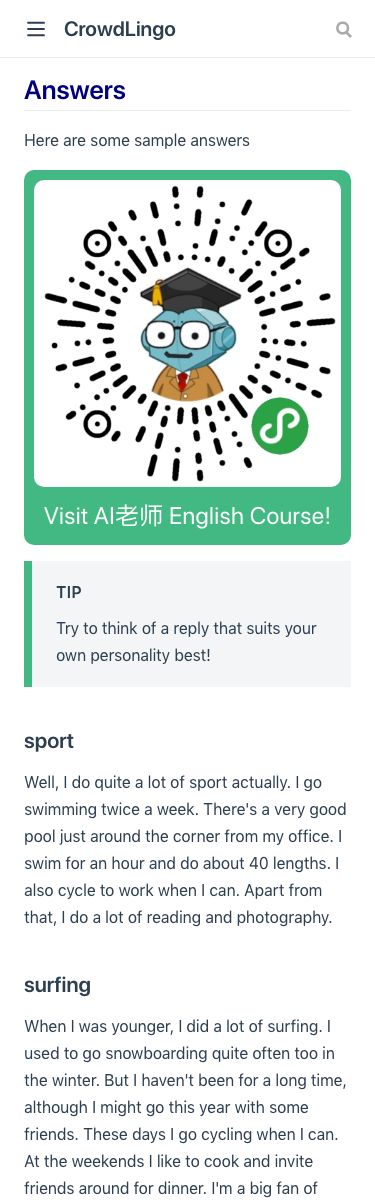 CrowdLingo
Answers
Here are some sample answers
Visit AI老师 English Course!
TIP
Try to think of a reply that suits your
own personality best!
sport
Well, I do quite a lot of sport actually. I go
swimming twice a week. There's a very good
pool just around the corner from my office. I
swim for an hour and do about 40 lengths. I
also cycle to work when I can. Apart from
that, I do a lot of reading and photography.
surfing
When I was younger, I did a lot of surfing. I
used to go snowboarding quite often too in
the winter. But I haven't been for a long time,
although I might go this year with some
friends. These days I go cycling when I can.
At the weekends I like to cook and invite
friends around for dinner. I'm a big fan of